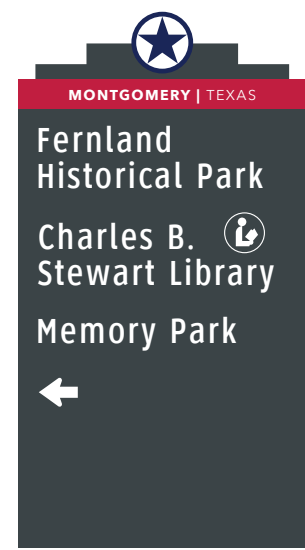 MONTGOMERY | TEXAS
Fernland
Historical Park
Charles B.
Stewart Library
Memory Park